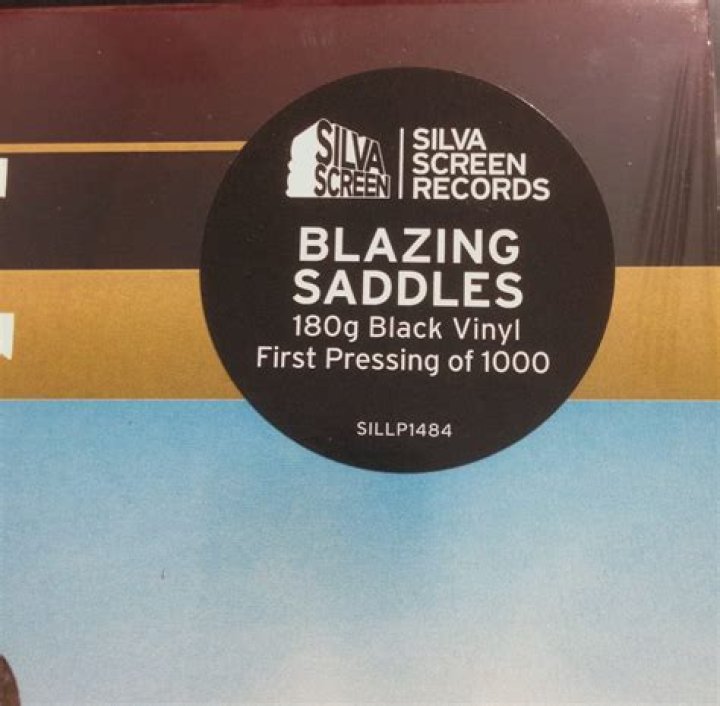 SILVA
SCREEN
SILVA
SCREEN
RECORDS
BLAZING
SADDLES
180g Black Vinyl
First Pressing of 1000
SILLP1484